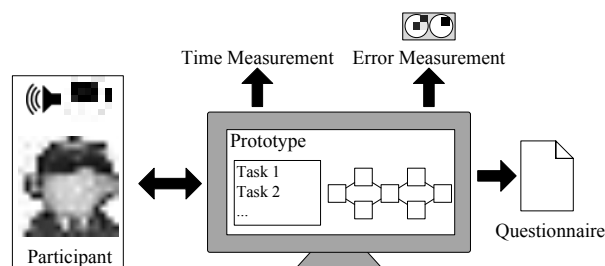 Time Measurement
Error Measurement
Prototype
Task 1
Task 2
...
Participant
Questionnaire